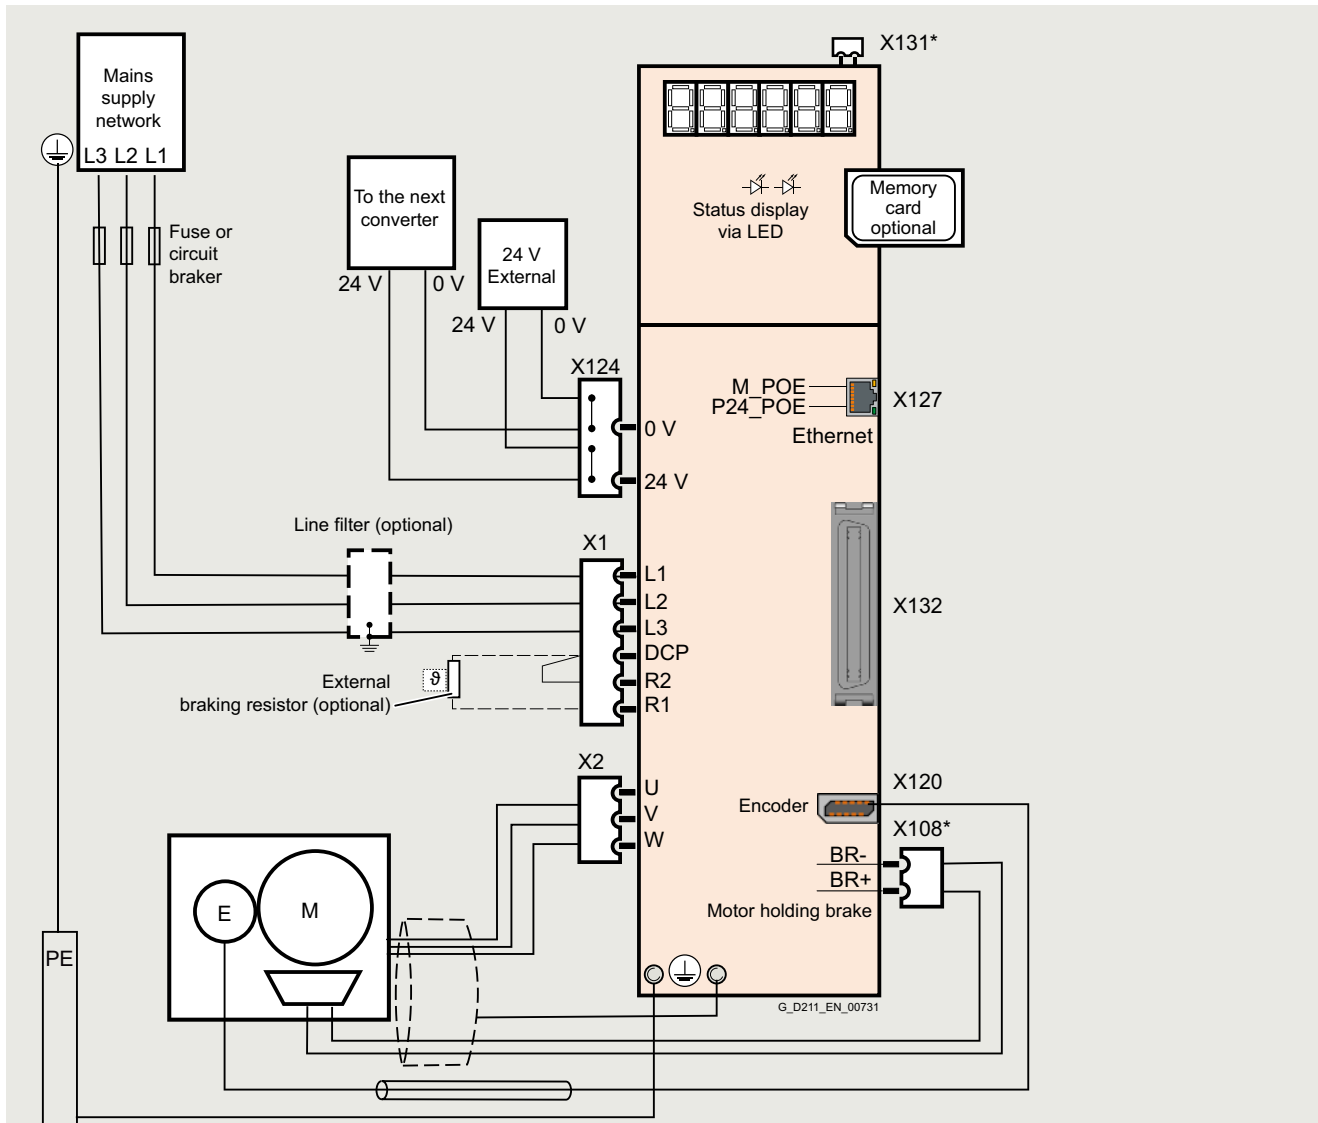 X131*
Mains
supply
network
L3 L2 L1
Fuse or
circuit
braker
To the next
converter
24 V
0 V
24 V
External
24 V
0 V
Status display
via LED
Memory
card
optional
X124
0 V
24 V
M_POE
P24_POE
Ethernet
X127
Line filter (optional)
X1
L1
L2
L3
DCP
R2
R1
ϑ
External
braking resistor (optional)
X132
X2
U
V
W
Encoder
X120
X108*
BR-
BR+
Motor holding brake
E
M
PE
G_D211_EN_00731